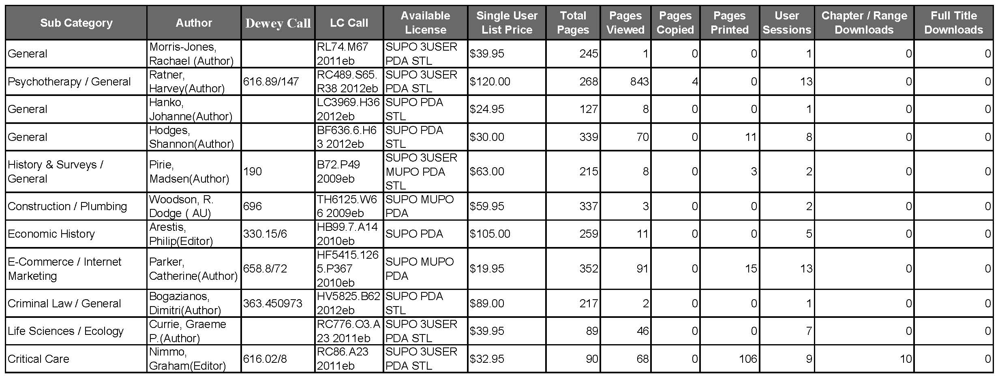 Sub Category Author Dewey Call LC Call Available License Single User List Price Total Pages Pages Viewed Pages Copied Pages Printed User Sessions Chapter / Range Downloads Full Title Downloads
General Morris-Jones, Rachael (Author) RL74.M67 2011eb SUPO 3USER PDA STL $39.95 245 1 0 0 1 0 0
Psychotherapy / General Ratner, Harvey(Author) 616.89/147 RC489.S65.R38 2012eb SUPO 3USER PDA STL $120.00 268 843 4 0 13 0 0
General Hanko, Johanne(Author) LC3969.H36 2012eb SUPO PDA STL $24.95 127 8 0 0 1 0 0
General Hodges, Shannon(Author) BF636.6.H63 2012eb SUPO PDA STL $30.00 339 70 0 11 8 0 0
History & Surveys / General Pirie, Madsen(Author) 190 B72.P49 2009eb SUPO 3USER MUPO PDA STL $63.00 215 8 0 3 2 0 0
Construction / Plumbing Woodson, R. Dodge ( AU) 696 TH6125.W66 2009eb SUPO MUPO PDA $59.95 337 3 0 0 2 0 0
Economic History Arestis, Philip(Editor) 330.15/6 HB99.7.A14 2010eb SUPO PDA $105.00 259 11 0 0 5 0 0
E-Commerce / Internet Marketing Parker, Catherine(Author) 658.8/72 HF5415.1265.P367 2010eb SUPO MUPO PDA $19.95 352 91 0 15 13 0 0
Criminal Law / General Bogazianos, Dimitri(Author) 363.450973 HV5825.B62 2012eb SUPO PDA STL $89.00 217 2 0 0 1 0 0
Life Sciences / Ecology Currie, Graeme P.(Author) RC776.O3.A23 2011eb SUPO 3USER PDA STL $39.95 89 46 0 0 7 0 0
Critical Care Nimmo, Graham(Editor) 616.02/8 RC86.A23 2011eb SUPO 3USER PDA STL $32.95 90 68 0 106 9 10 0